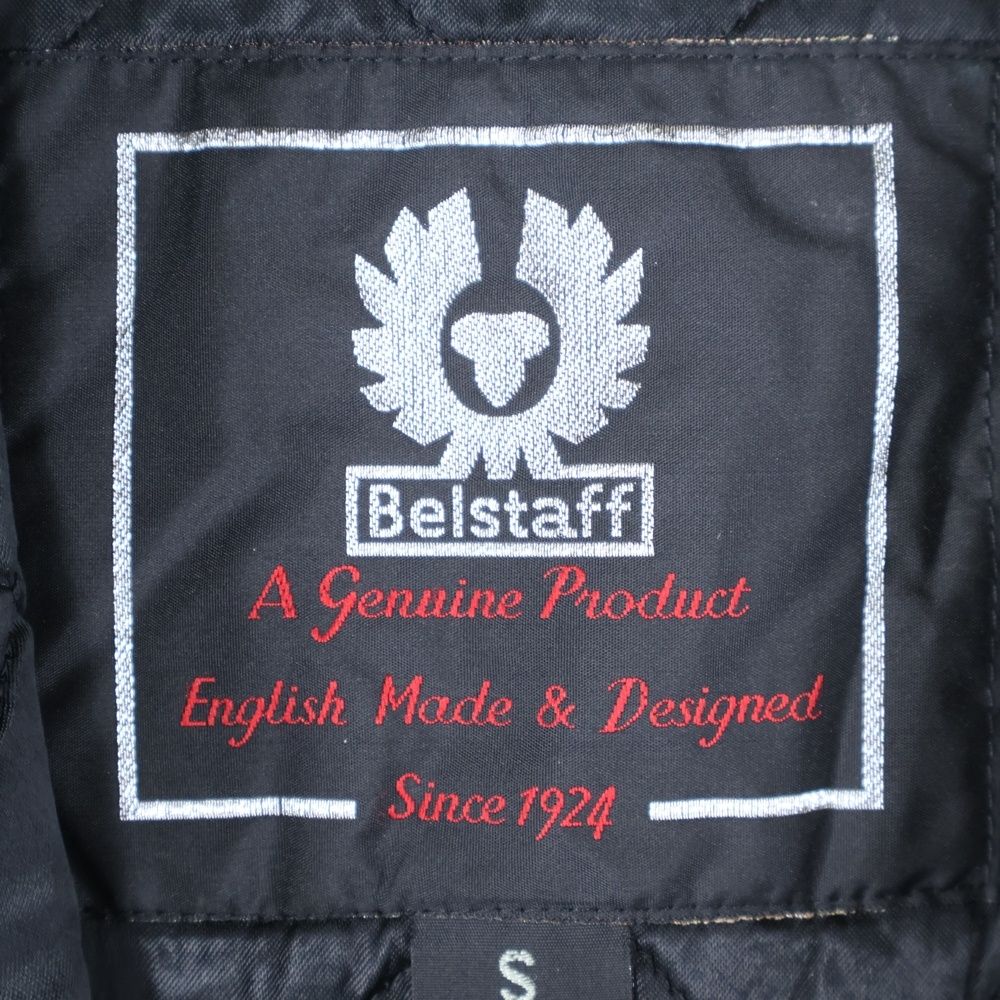 Belstaff
A Genuine Product
English Made & Designed
Since 1924
S